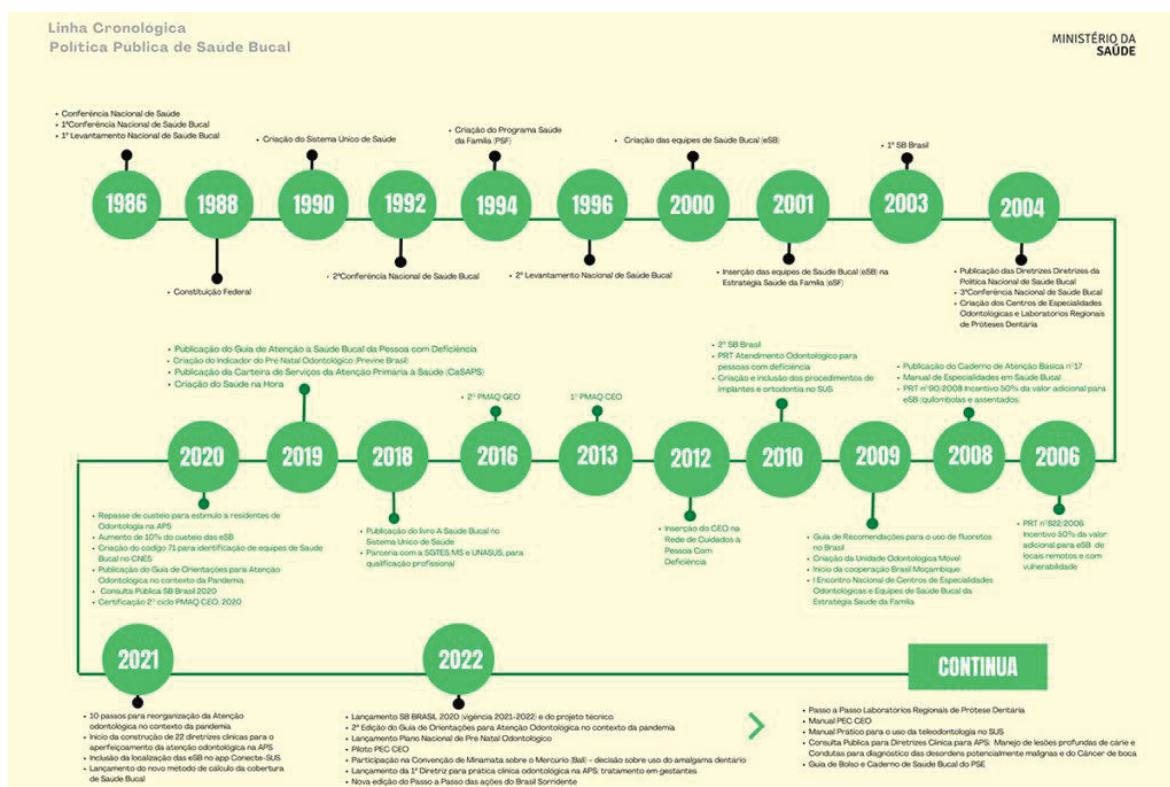 Linha Cronológica
Política Pública de Saúde Bucal
MINISTÉRIO DA
SAÚDE
• Conferência Nacional de Saúde
• 1ªConferência Nacional de Saúde Bucal
• 1º Levantamento Nacional de Saúde Bucal
• Criação do Sistema Único de Saúde
• Criação do Programa Saúde
da Família (PSF)
• Criação das equipes de Saúde Bucal (eSB)
• 1º SB Brasil
1986
1988
1990
1992
1994
1996
2000
2001
2003
2004
• Constituição Federal
• 2ªConferência Nacional de Saúde Bucal
• 2º Levantamento Nacional de Saúde Bucal
• Inserção das equipes de Saúde Bucal (eSB) na
Estratégia Saúde da Família (eSF)
• Publicação das Diretrizes Diretrizes da
Política Nacional de Saúde Bucal
• 3ªConferência Nacional de Saúde Bucal
• Criação dos Centros de Especialidades
Odontológicas e Laboratórios Regionais
de Próteses Dentária
• Publicação do Guia de Atenção à Saúde Bucal da Pessoa com Deficiência
• Criação do Indicador do Pré Natal Odontológico (Previne Brasil)
• Publicação da Carteira de Serviços da Atenção Primária à Saúde (CaSAPS)
• Criação do Saúde na Hora
• 2º PMAQ GEO
• 1º PMAQ CEO
• 2º SB Brasil
• PRT Atendimento Odontológico para
pessoas com deficiência
• Criação e inclusão dos procedimentos de
implantes e ortodontia no SUS
• Publicação do Caderno de Atenção Básica nº17
• Manual de Especialidades em Saúde Bucal
• PRT nº90/2008 Incentivo 50% do valor adicional para
eSB (quilombolas e assentados
2020
2019
2018
2016
2013
2012
2010
2009
2008
2006
• Repasse de custeio para estímulo à residentes de
Odontologia na APS
• Aumento de 10% do custeio das eSB
• Criação do código 71 para identificação de equipes de Saúde
Bucal no CNES
• Publicação do Guia de Orientações para Atenção
Odontológica no contexto da Pandemia
• Consulta Pública SB Brasil 2020
• Certificação 2º ciclo PMAQ CEO. 2020
• Publicação do livro A Saúde Bucal no
Sistema Único de Saúde
• Parceria com a SGTES MS e UNASUS, para
qualificação profissional
• Inserção do CEO na
Rede de Cuidados à
Pessoa Com
Deficiência
• Guia de Recomendações para o uso de fluoretos
no Brasil
• Criação da Unidade Odontológica Móvel
• Início da cooperação Brasil Moçambique
• I Encontro Nacional de Centros de Especialidades
Odontológicas e Equipes de Saúde Bucal da
Estratégia Saúde da Família
• PRT nº822/2006
Incentivo 50% do valor
adicional para eSB de
locais remotos e com
vulnerabilidade
2021
2022
CONTINUA
• 10 passos para reorganização da Atenção
odontológica no contexto da pandemia
• Início da construção de 22 diretrizes clínicas para o
aperfeiçoamento da atenção odontológica na APS
• Inclusão da localização das eSB no app Conecte-SUS
• Lançamento do novo método de cálculo da cobertura
de Saúde Bucal
• Lançamento SB BRASIL 2020 (vigência 2021-2022) e do projeto técnico
• 2ª Edição do Guia de Orientações para Atenção Odontológica no contexto da pandemia
• Lançamento Plano Nacional de Pré Natal Odontológico
• Piloto PEC CEO
• Participação na Convenção de Minamata sobre o Mercúrio (Bali) – decisão sobre uso do amalgama dentário
• Lançamento da 1ª Diretriz para pratica clínica odontológica na APS: tratamento em gestantes
• Nova edição do Passo a Passo das ações do Brasil Sorridente
• Passo a Passo Laboratórios Regionais de Prótese Dentária
• Manual PEC CEO
• Manual Prático para o uso da teleodontologia no SUS
• Consulta Pública para Diretrizes Clínica para APS: Manejo de lesões profundas de cárie e
Condutas para diagnóstico das desordens potencialmente malignas e do Câncer de boca
• Guia de Bolso e Caderno de Saúde Bucal do PSE